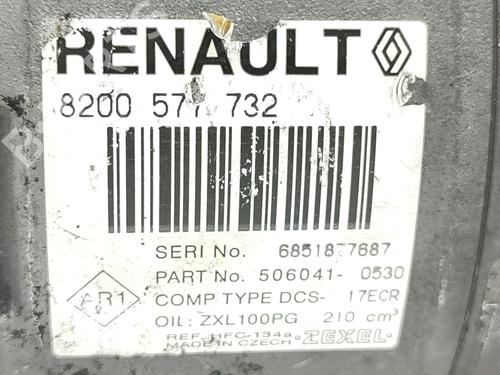 RENAULT
8200 577 732
SERI No. 6851877687
PART No. 506041- 0530
AR1
COMP TYPE DCS- 17ECR
OIL: ZXL100PG 210 cm³
REF. HFC-134a
MADE IN CZECH ZEXEL